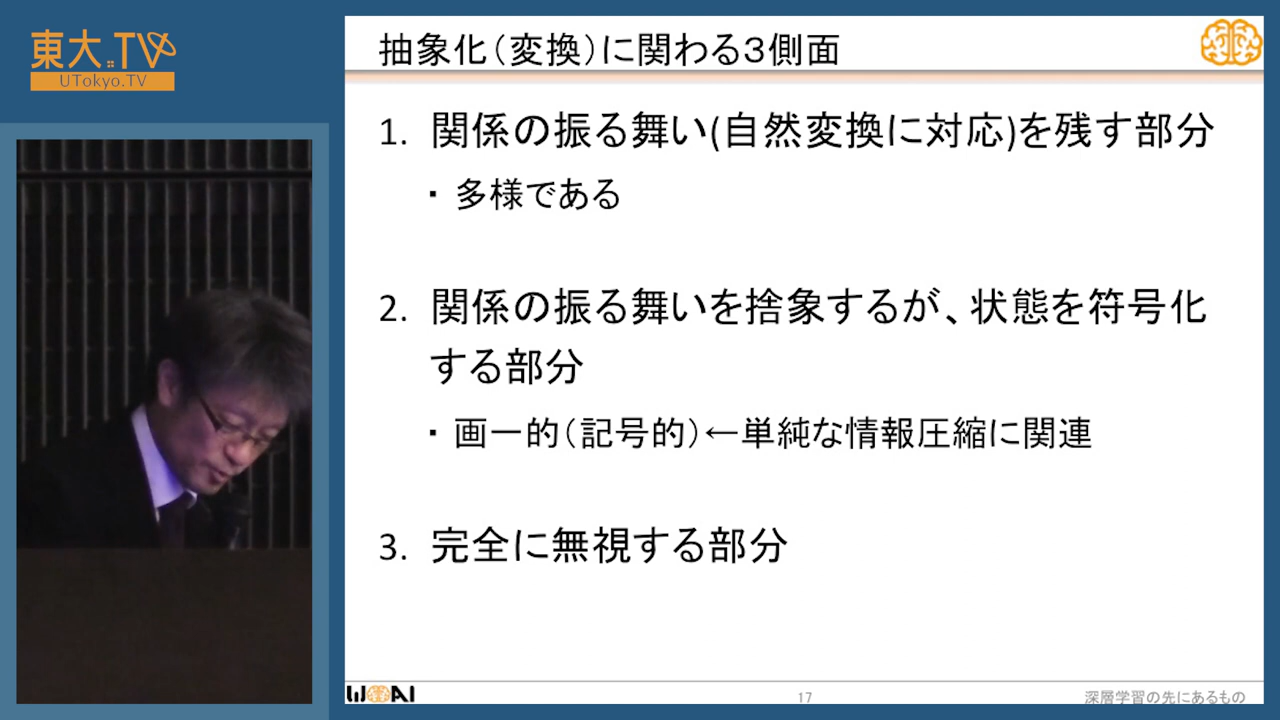 東大.TV
UTokyo.TV
抽象化（変換）に関わる３側面
1. 関係の振る舞い(自然変換に対応)を残す部分
・ 多様である
2. 関係の振る舞いを捨象するが、状態を符号化
する部分
・ 画一的（記号的）←単純な情報圧縮に関連
3. 完全に無視する部分
WBAI
17
深層学習の先にあるもの